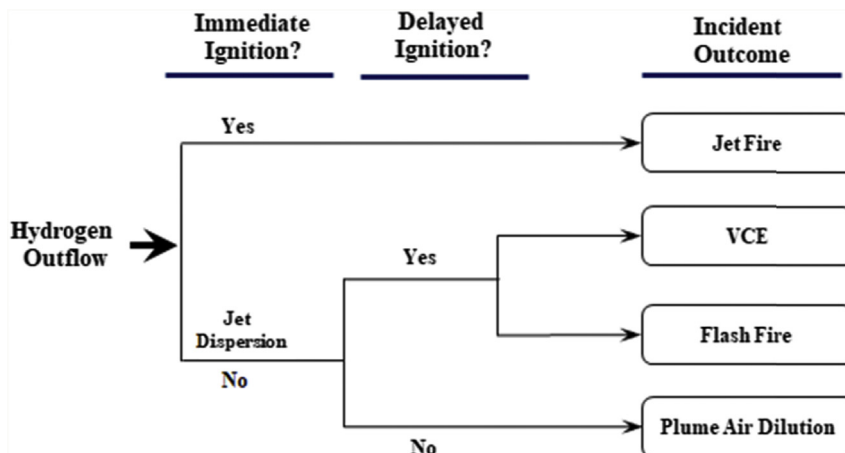 Immediate
Ignition?
Delayed
Ignition?
Incident
Outcome
Yes
Jet Fire
Hydrogen
Outflow
Yes
VCE
Jet
Dispersion
No
Flash Fire
No
Plume Air Dilution